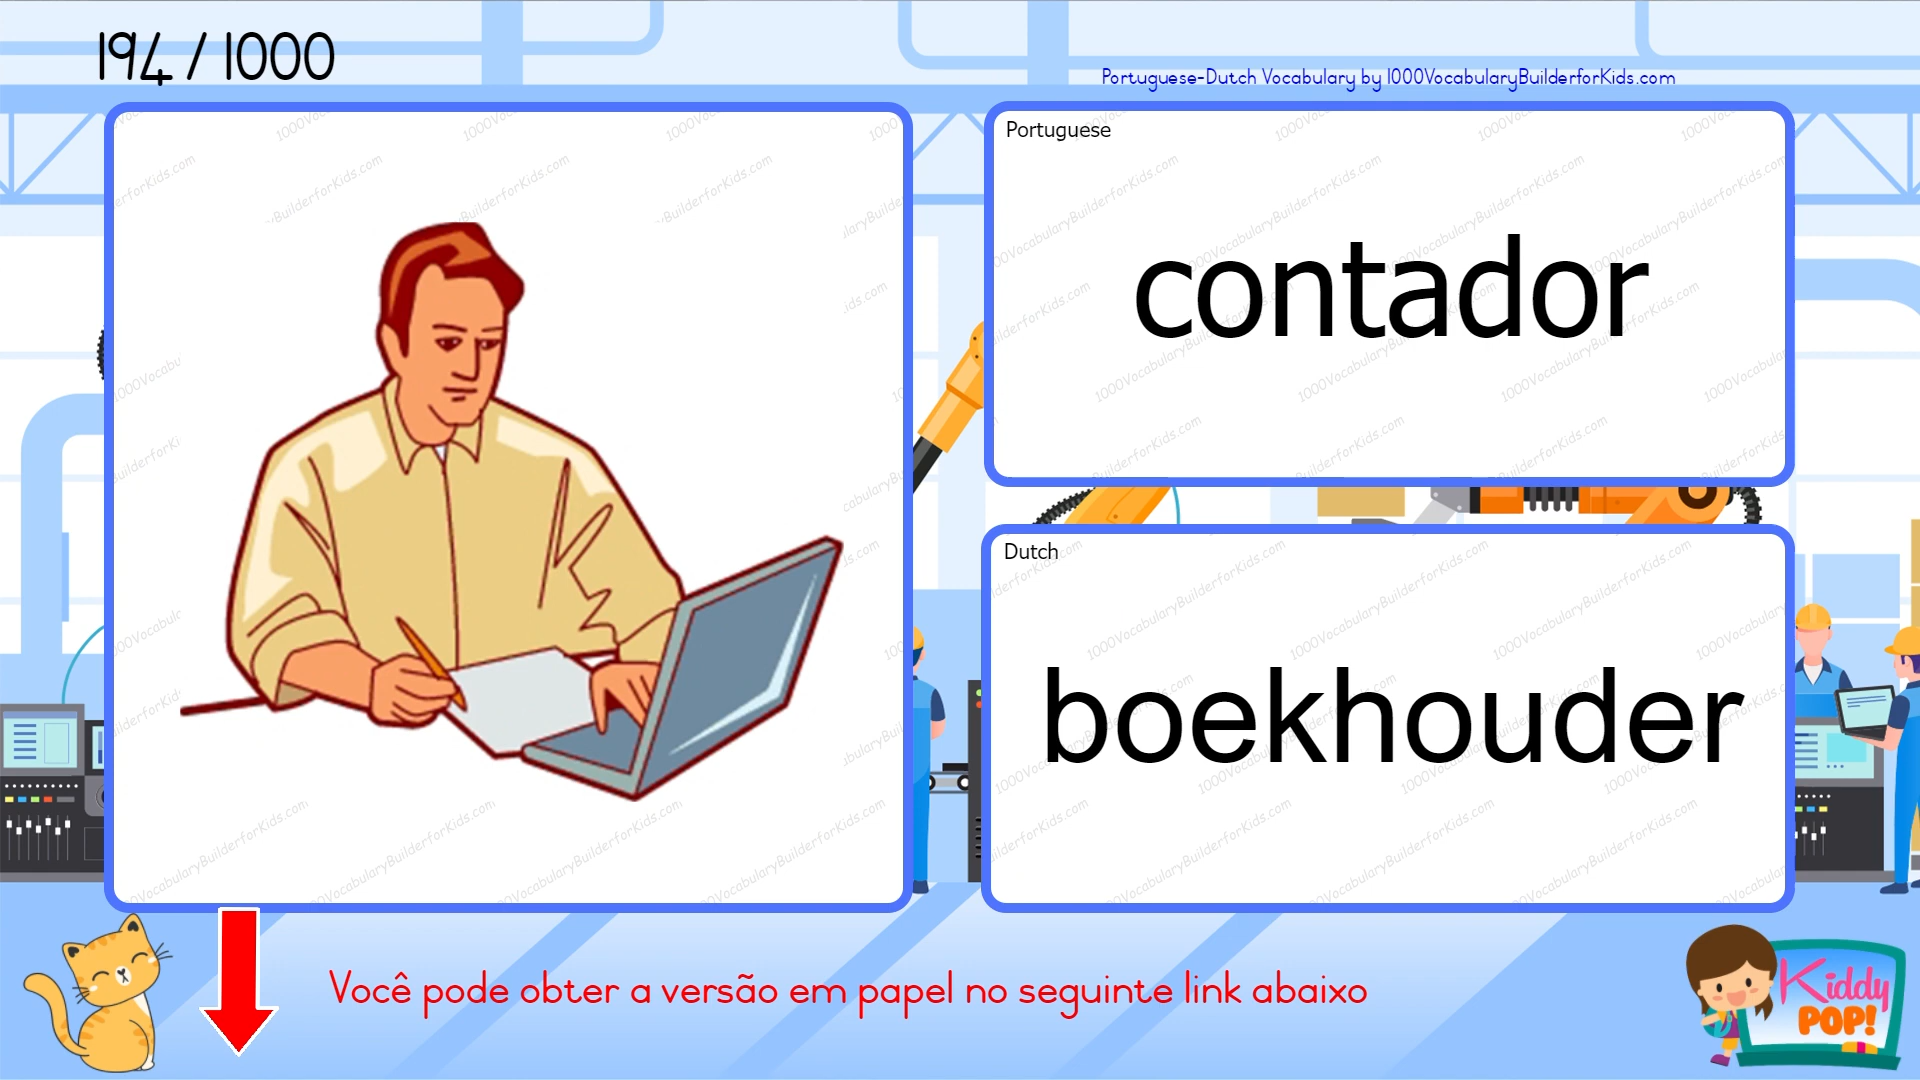 194 / 1000
Portuguese-Dutch Vocabulary by 1000VocabularyBuilderforKids.com
Portuguese
contador
Dutch
boekhouder
Você pode obter a versão em papel no seguinte link abaixo
Kiddy
POP!